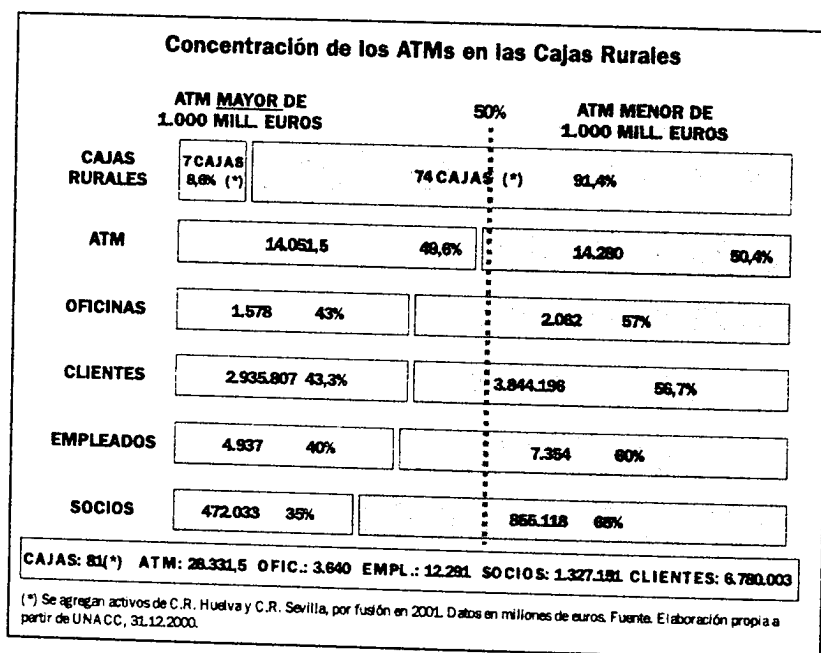 Concentración de los ATMs en las Cajas Rurales
ATM MAYOR DE
1.000 MILL. EUROS
50%
ATM MENOR DE
1.000 MILL. EUROS
CAJAS
RURALES
7 CAJAS
8,6% (*)
74 CAJAS (*) 91,4%
ATM
14.051,5 49,6%
14.280 50,4%
OFICINAS
1.578 43%
2.062 57%
CLIENTES
2.935.807 43,3%
3.844.196 56,7%
EMPLEADOS
4.937 40%
7.354 60%
SOCIOS
472.033 35%
855.118 65%
CAJAS: 81(*) ATM: 28.331,5 OFIC.: 3.640 EMPL.: 12.291 SOCIOS: 1.327.151 CLIENTES: 6.780.003
(*) Se agregan activos de C.R. Huelva y C.R. Sevilla, por fusión en 2001. Datos en millones de euros. Fuente. Elaboración propia a
partir de UNACC, 31.12.2000.